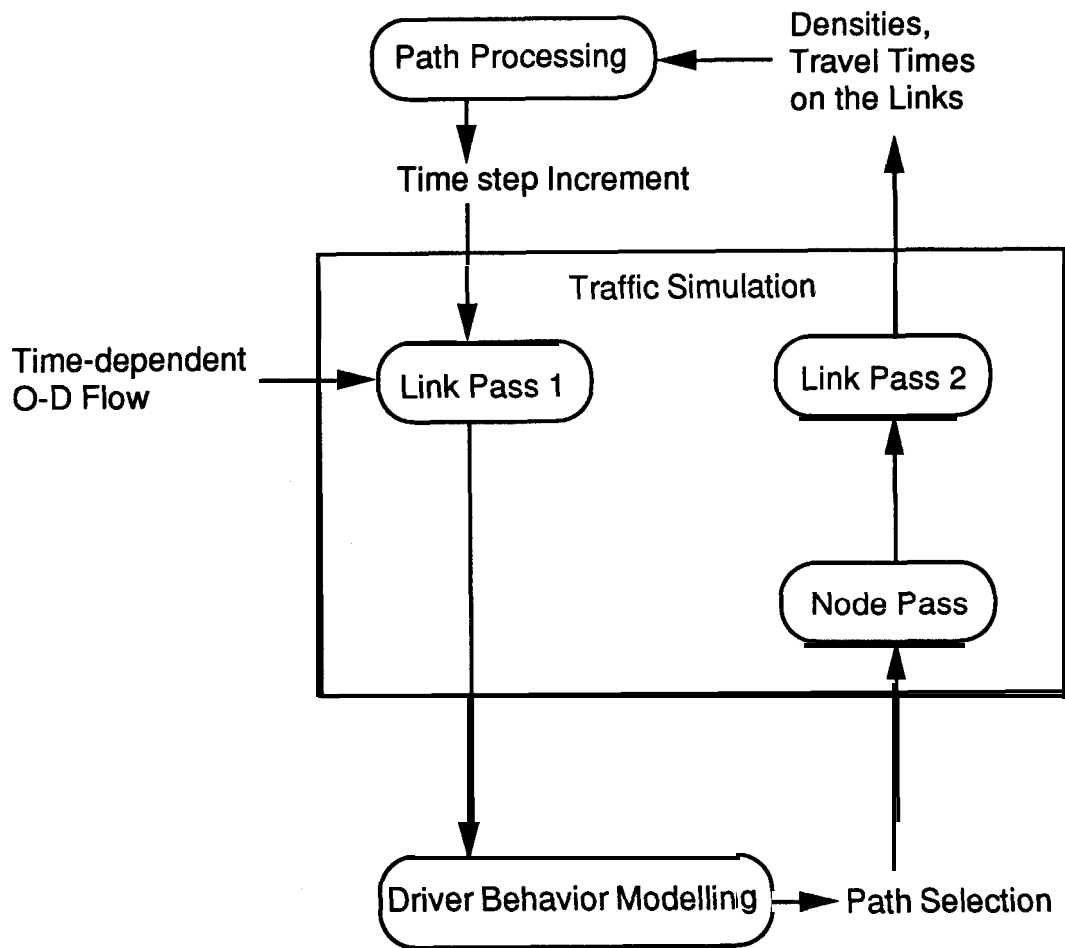 Path Processing
Densities,
Travel Times
on the Links
Time step Increment
Traffic Simulation
Time-dependent
O-D Flow
Link Pass 1
Link Pass 2
Node Pass
Driver Behavior Modelling
Path Selection